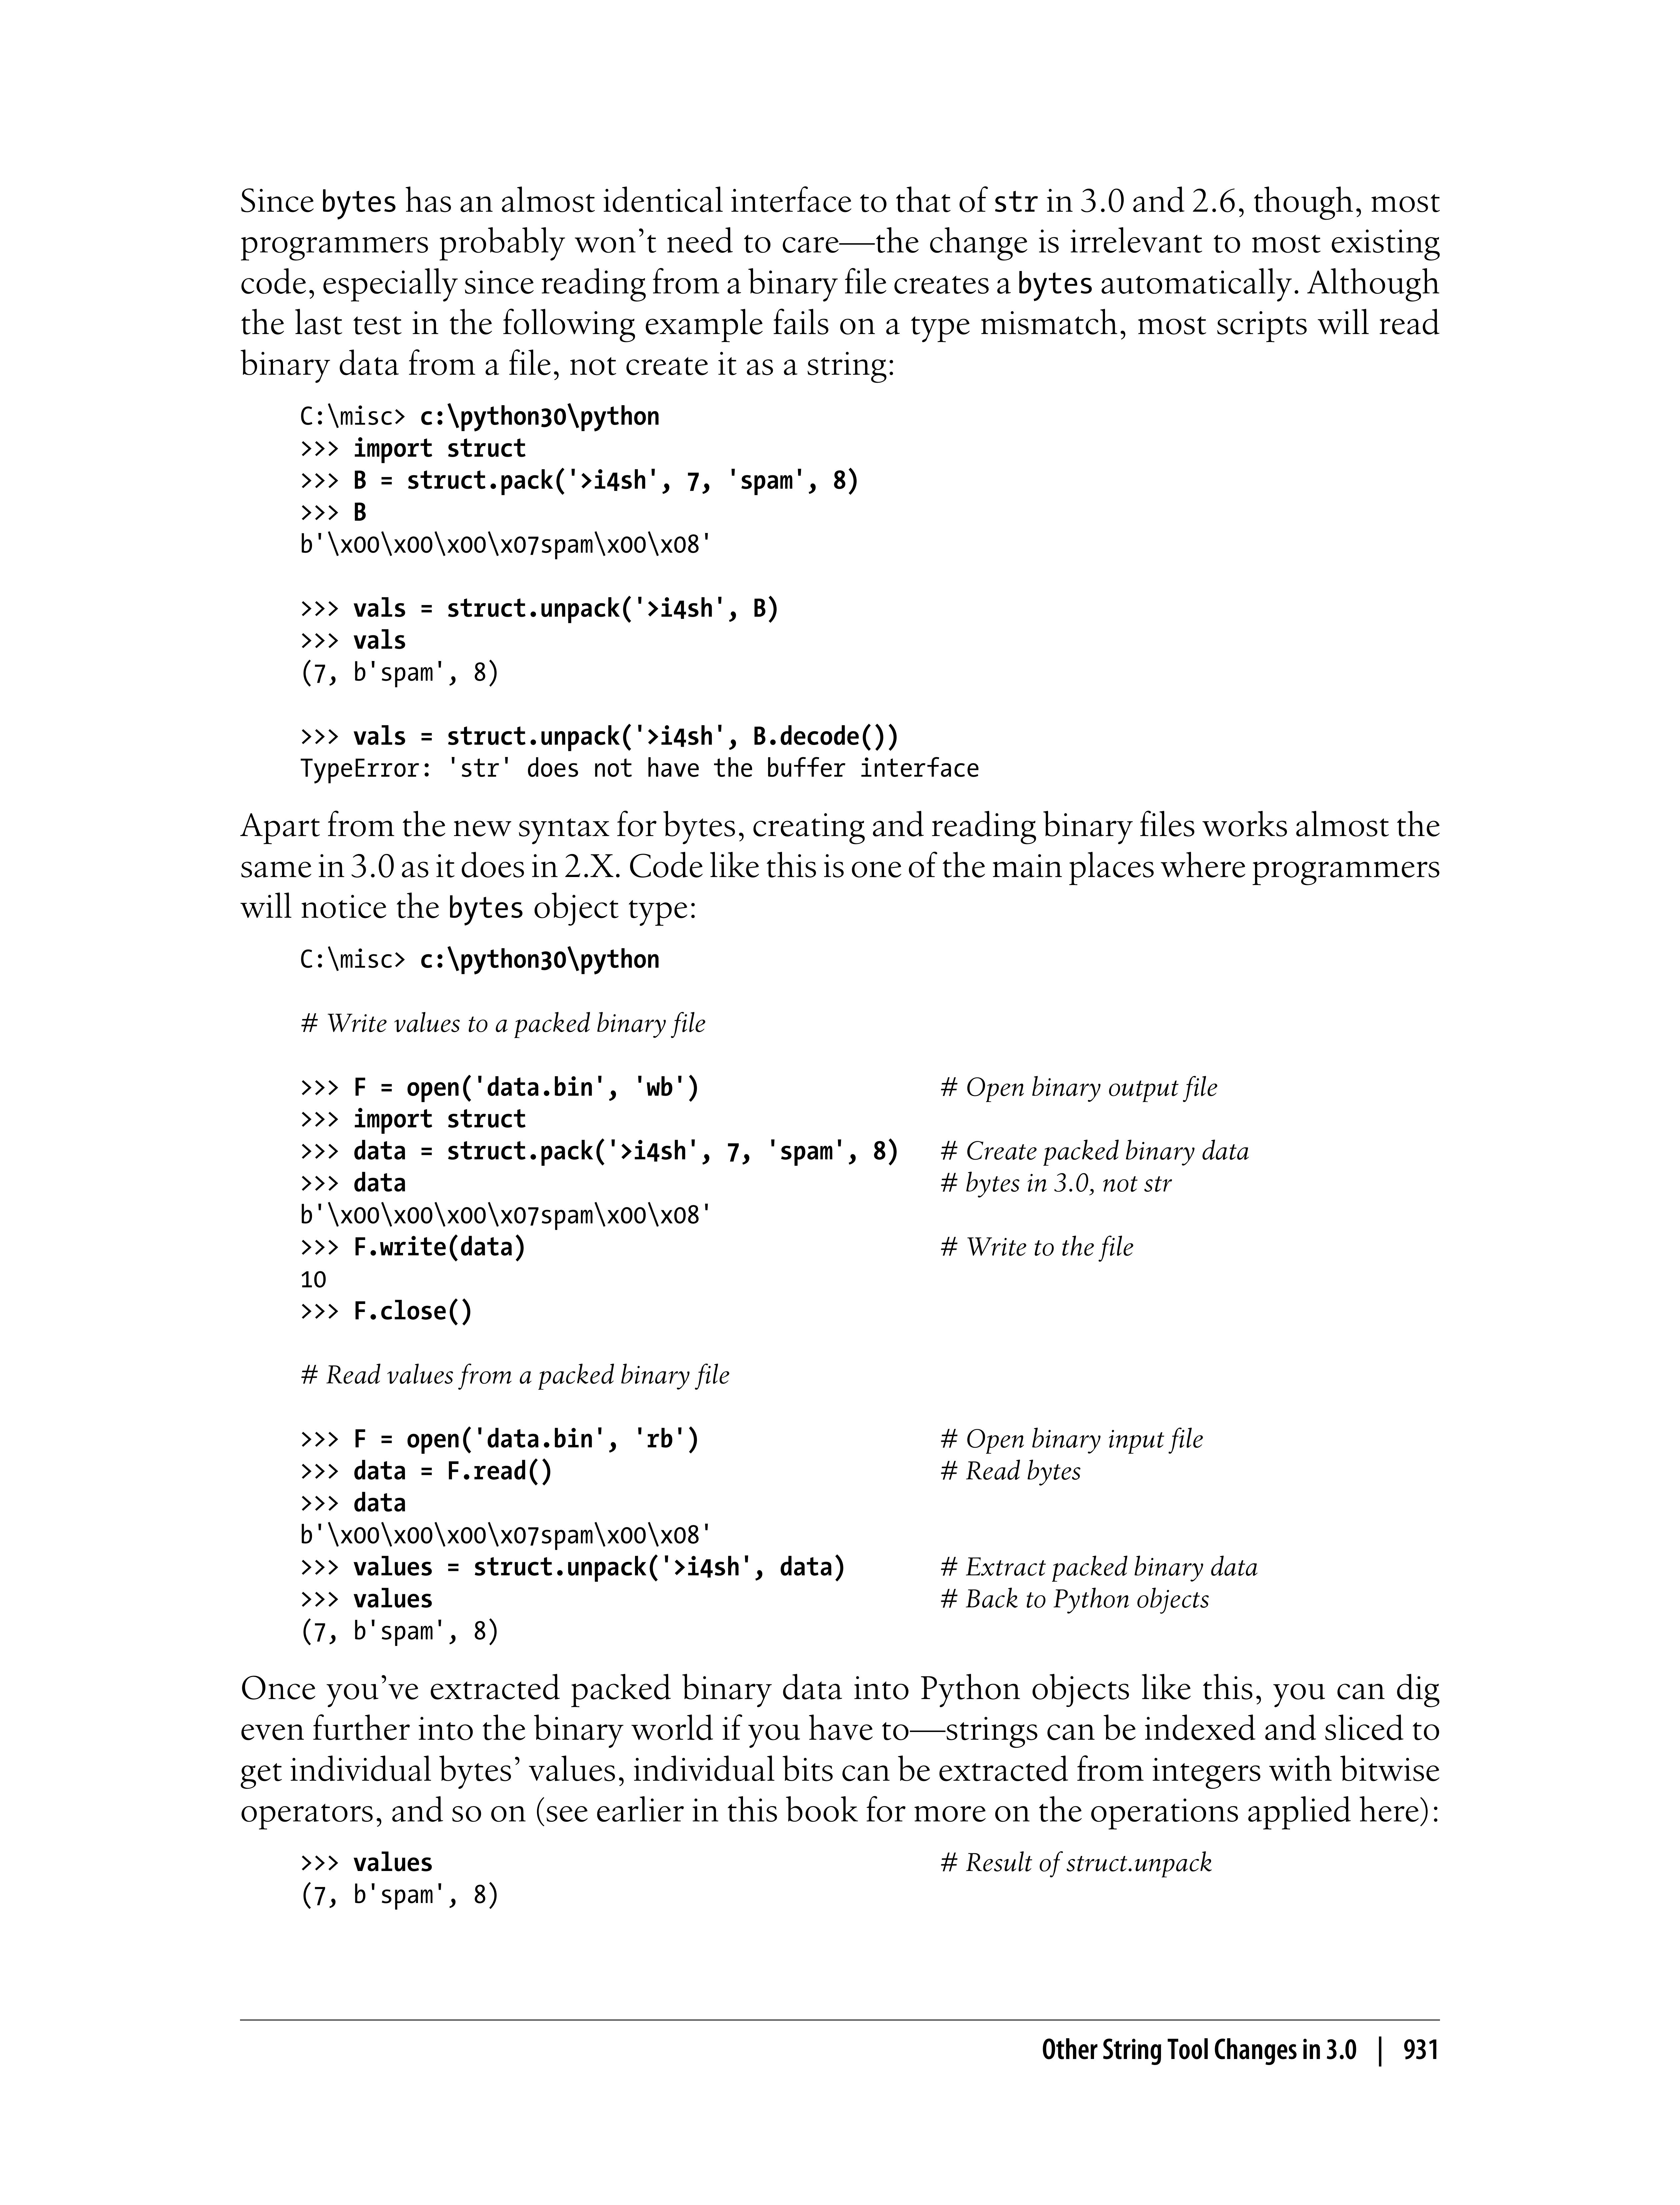 Since bytes has an almost identical interface to that of str in 3.0 and 2.6, though, most
programmers probably won’t need to care—the change is irrelevant to most existing
code, especially since reading from a binary file creates a bytes automatically. Although
the last test in the following example fails on a type mismatch, most scripts will read
binary data from a file, not create it as a string:
C:\misc> c:\python30\python
>>> import struct
>>> B = struct.pack('>i4sh', 7, 'spam', 8)
>>> B
b'\x00\x00\x00\x07spam\x00\x08'
>>> vals = struct.unpack('>i4sh', B)
>>> vals
(7, b'spam', 8)
>>> vals = struct.unpack('>i4sh', B.decode())
TypeError: 'str' does not have the buffer interface
Apart from the new syntax for bytes, creating and reading binary files works almost the
same in 3.0 as it does in 2.X. Code like this is one of the main places where programmers
will notice the bytes object type:
C:\misc> c:\python30\python
# Write values to a packed binary file
>>> F = open('data.bin', 'wb') # Open binary output file
>>> import struct
>>> data = struct.pack('>i4sh', 7, 'spam', 8) # Create packed binary data
>>> data # bytes in 3.0, not str
b'\x00\x00\x00\x07spam\x00\x08'
>>> F.write(data) # Write to the file
10
>>> F.close()
# Read values from a packed binary file
>>> F = open('data.bin', 'rb') # Open binary input file
>>> data = F.read() # Read bytes
>>> data
b'\x00\x00\x00\x07spam\x00\x08'
>>> values = struct.unpack('>i4sh', data) # Extract packed binary data
>>> values # Back to Python objects
(7, b'spam', 8)
Once you’ve extracted packed binary data into Python objects like this, you can dig
even further into the binary world if you have to—strings can be indexed and sliced to
get individual bytes’ values, individual bits can be extracted from integers with bitwise
operators, and so on (see earlier in this book for more on the operations applied here):
>>> values # Result of struct.unpack
(7, b'spam', 8)
Other String Tool Changes in 3.0 | 931